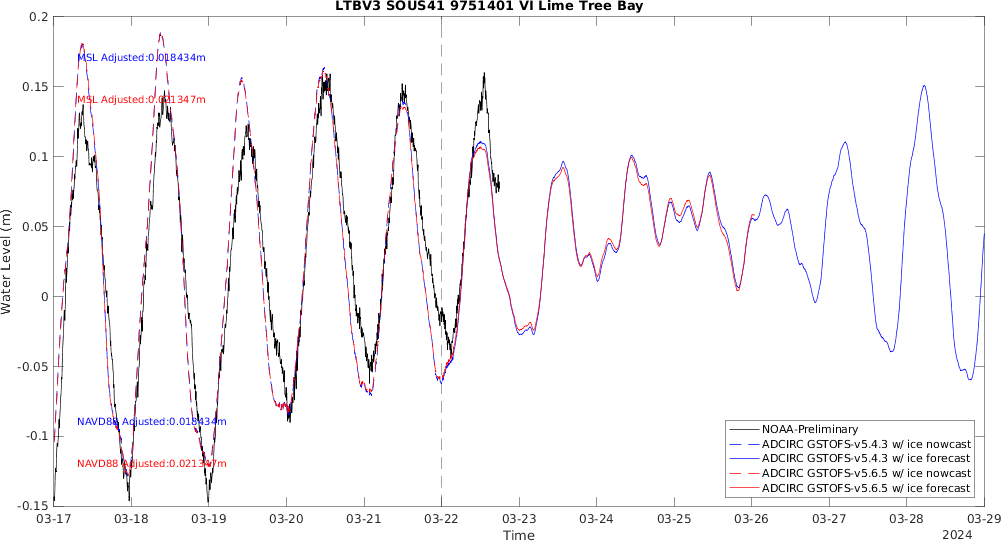 LTBV3 SOUS41 9751401 VI Lime Tree Bay
Water Level (m)
0.2
0.15
0.1
0.05
0
-0.05
-0.1
-0.15
MSL Adjusted:0.018434m
MSL Adjusted:0.021347m
NAVD88 Adjusted:0.018434m
NAVD88 Adjusted:0.021347m
NOAA-Preliminary
ADCIRC GSTOFS-v5.4.3 w/ ice nowcast
ADCIRC GSTOFS-v5.4.3 w/ ice forecast
ADCIRC GSTOFS-v5.6.5 w/ ice nowcast
ADCIRC GSTOFS-v5.6.5 w/ ice forecast
03-17 03-18 03-19 03-20 03-21 03-22 03-23 03-24 03-25 03-26 03-27 03-28 03-29
Time
2024